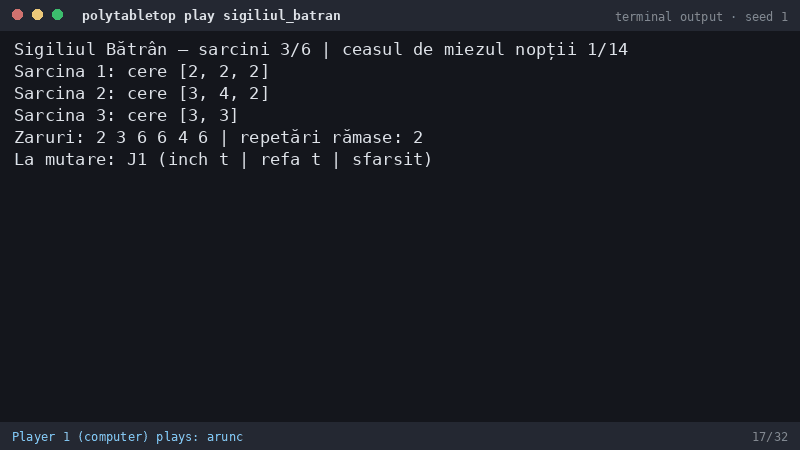 polytabletop play sigiliul_batran
terminal output · seed 1
Sigiliul Bătrân — sarcini 3/6 | ceasul de miezul nopții 1/14
Sarcina 1: cere [2, 2, 2]
Sarcina 2: cere [3, 4, 2]
Sarcina 3: cere [3, 3]
Zaruri: 2 3 6 6 4 6 | repetări rămase: 2
La mutare: J1 (inch t | refa t | sfarsit)
Player 1 (computer) plays: arunc
17/32